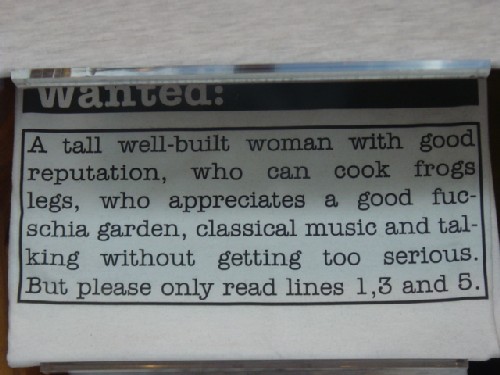 Wanted:
A tall well-built woman with good
reputation, who can cook frogs
legs, who appreciates a good fuc-
schia garden, classical music and tal-
king without getting too serious.
But please only read lines 1,3 and 5.